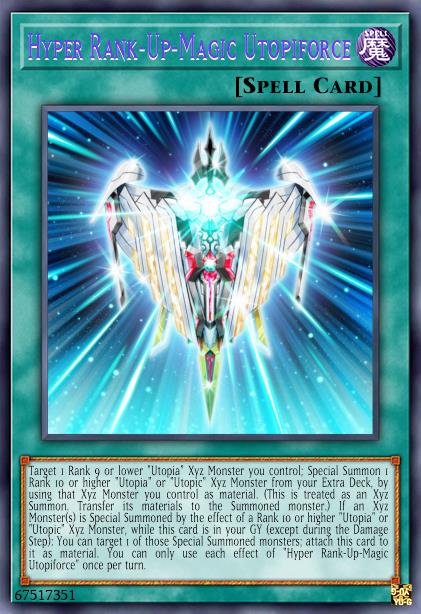 Hyper Rank-Up-Magic Utopiforce
SPELL
魔
[Spell Card]
Target 1 Rank 9 or lower "Utopia" Xyz Monster you control; Special Summon 1
Rank 10 or higher "Utopia" or "Utopic" Xyz Monster from your Extra Deck, by
using that Xyz Monster you control as material. (This is treated as an Xyz
Summon. Transfer its materials to the Summoned monster.) If an Xyz
Monster(s) is Special Summoned by the effect of a Rank 10 or higher "Utopia" or
"Utopic" Xyz Monster, while this card is in your GY (except during the Damage
Step): You can target 1 of those Special Summoned monsters; attach this card to
it as material. You can only use each effect of "Hyper Rank-Up-Magic
Utopiforce" once per turn.
67517351